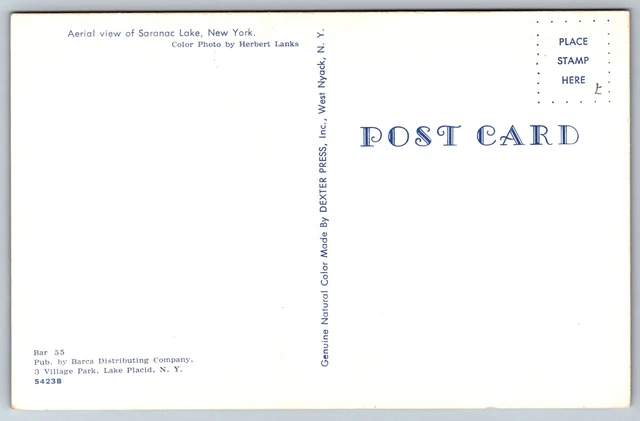 Aerial view of Saranac Lake, New York.
Color Photo by Herbert Lanks
Bar 55
Pub. by Barca Distributing Company,
3 Village Park, Lake Placid, N. Y.
54238
Genuine Natural Color Made By DEXTER PRESS, Inc., West Nyack, N. Y.
PLACE
STAMP
HERE
POST CARD